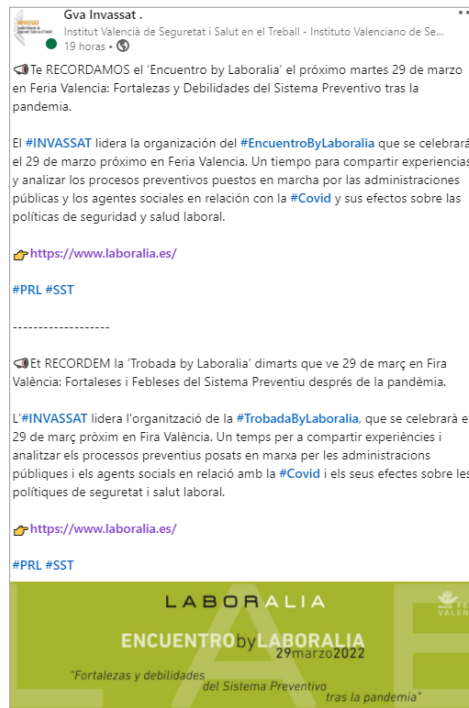 Gva Invassat .
Institut Valencià de Seguretat i Salut en el Treball - Instituto Valenciano de Se...
19 horas •
Te RECORDAMOS el 'Encuentro by Laboralia' el próximo martes 29 de marzo
en Feria Valencia: Fortalezas y Debilidades del Sistema Preventivo tras la
pandemia.
El #INVASSAT lidera la organización del #EncuentroByLaboralia que se celebrará
el 29 de marzo próximo en Feria Valencia. Un tiempo para compartir experiencias
y analizar los procesos preventivos puestos en marcha por las administraciones
públicas y los agentes sociales en relación con la #Covid y sus efectos sobre las
políticas de seguridad y salud laboral.
https://www.laboralia.es/
#PRL #SST
-------------------
Et RECORDEM la 'Trobada by Laboralia' dimarts que ve 29 de març en Fira
València: Fortaleses i Febleses del Sistema Preventiu després de la pandèmia.
L'#INVASSAT lidera l'organització de la #TrobadaByLaboralia, que se celebrarà e
29 de març pròxim en Fira València. Un temps per a compartir experiències i
analitzar els processos preventius posats en marxa per les administracions
públiques i els agents socials en relació amb la #Covid i els seus efectes sobre les
polítiques de seguretat i salut laboral.
https://www.laboralia.es/
#PRL #SST
LABORALIA
FE
VALEN
ENCUENTRO by LABORALIA
29marzo2022
"Fortalezas y debilidades
del Sistema Preventivo
tras la pandemia"